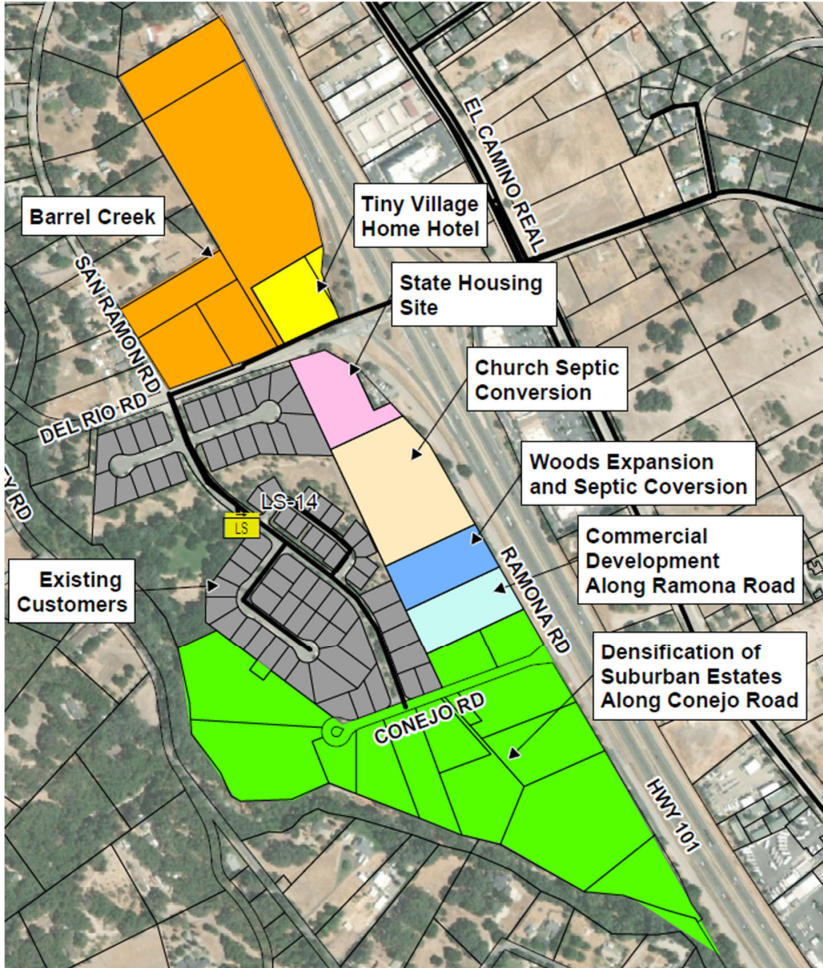 EL CAMINO REAL
Barrel Creek
Tiny Village
Home Hotel
SAN RAMON RD
State Housing
Site
DEL RIO RD
Church Septic
Conversion
Woods Expansion
and Septic Coversion
EY RD
LS-14
LS
Commercial
Development
Along Ramona Road
Existing
Customers
RAMONA RD
Densification of
Suburban Estates
Along Conejo Road
CONEJO RD
HWY 101